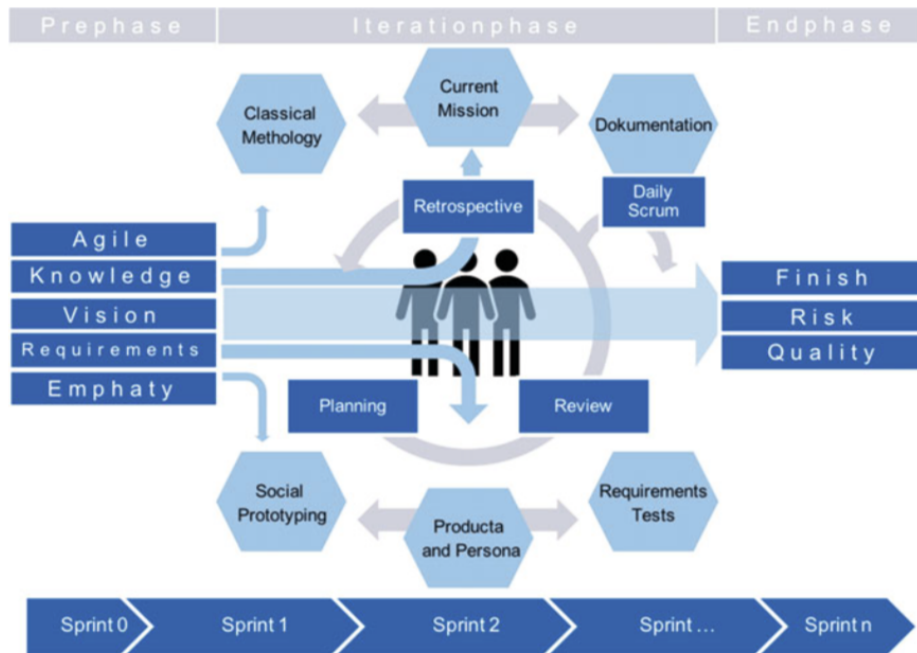 Prephase
Iterationphase
Endphase
Classical
Methology
Current
Mission
Dokumentation
Retrospective
Daily
Scrum
Agile
Knowledge
Vision
Requirements
Emphaty
Finish
Risk
Quality
Planning
Review
Social
Prototyping
Producta
and Persona
Requirements
Tests
Sprint 0
Sprint 1
Sprint 2
Sprint ...
Sprint n